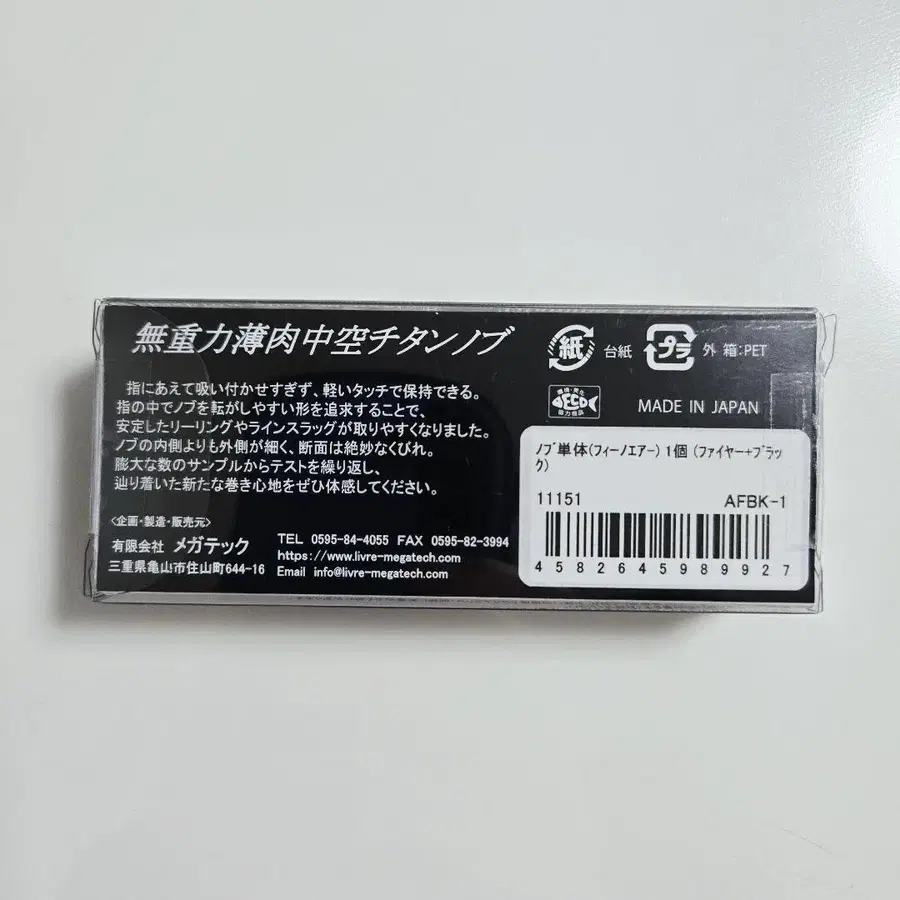 無重力薄肉中空チタンノブ
指にあえて吸い付かせすぎず、軽いタッチで保持できる。
指の中でノブを転がしやすい形を追求することで、
安定したリーリングやラインスラッグが取りやすくなりました。
ノブの内側よりも外側が細く、断面は絶妙なくびれ。
膨大な数のサンプルからテストを繰り返し、
辿り着いた新たな巻き心地をぜひ体感してください。
<企画・製造・販売元>
有限会社 メガテック
三重県亀山市住山町644-16
TEL 0595-84-4055 FAX 0595-82-3994
https://www.livre-megatech.com/
Email info@livre-megatech.com
紙 台紙 プラ 外 箱:PET
ECO
協力商品
MADE IN JAPAN
ノブ単体(フィーノエアー) 1個 (ファイヤー+ブラッ
ク)
11151 AFBK-1
4582645989927